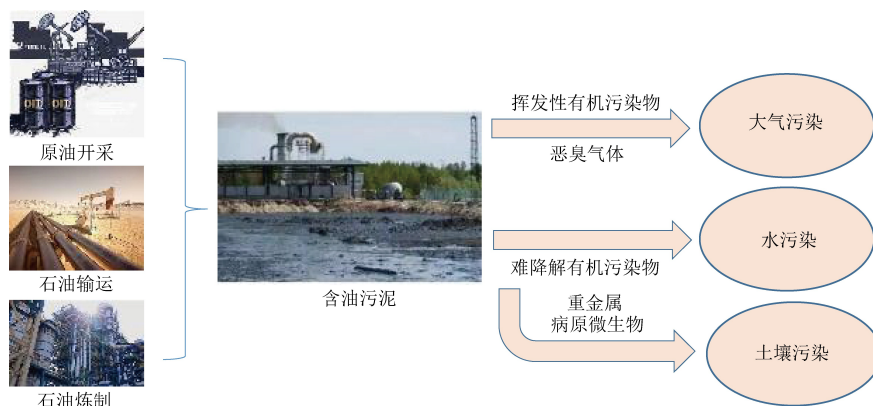 OIT
OIT
原油开采
石油输运
石油炼制
含油污泥
挥发性有机污染物
恶臭气体
难降解有机污染物
重金属
病原微生物
大气污染
水污染
土壤污染